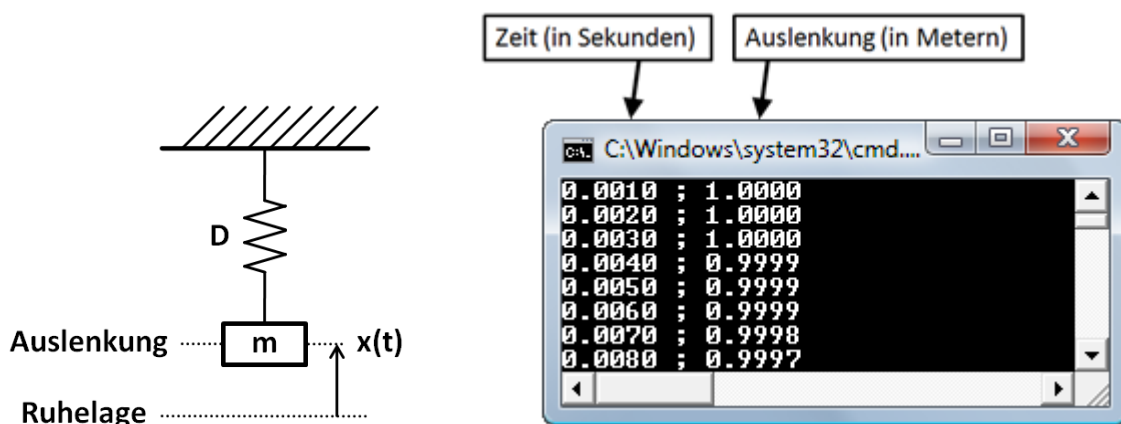 Zeit (in Sekunden)
Auslenkung (in Metern)
D
Auslenkung
m
x(t)
Ruhelage
C:\Windows\system32\cmd....
0.0010 ; 1.0000
0.0020 ; 1.0000
0.0030 ; 1.0000
0.0040 ; 0.9999
0.0050 ; 0.9999
0.0060 ; 0.9999
0.0070 ; 0.9998
0.0080 ; 0.9997